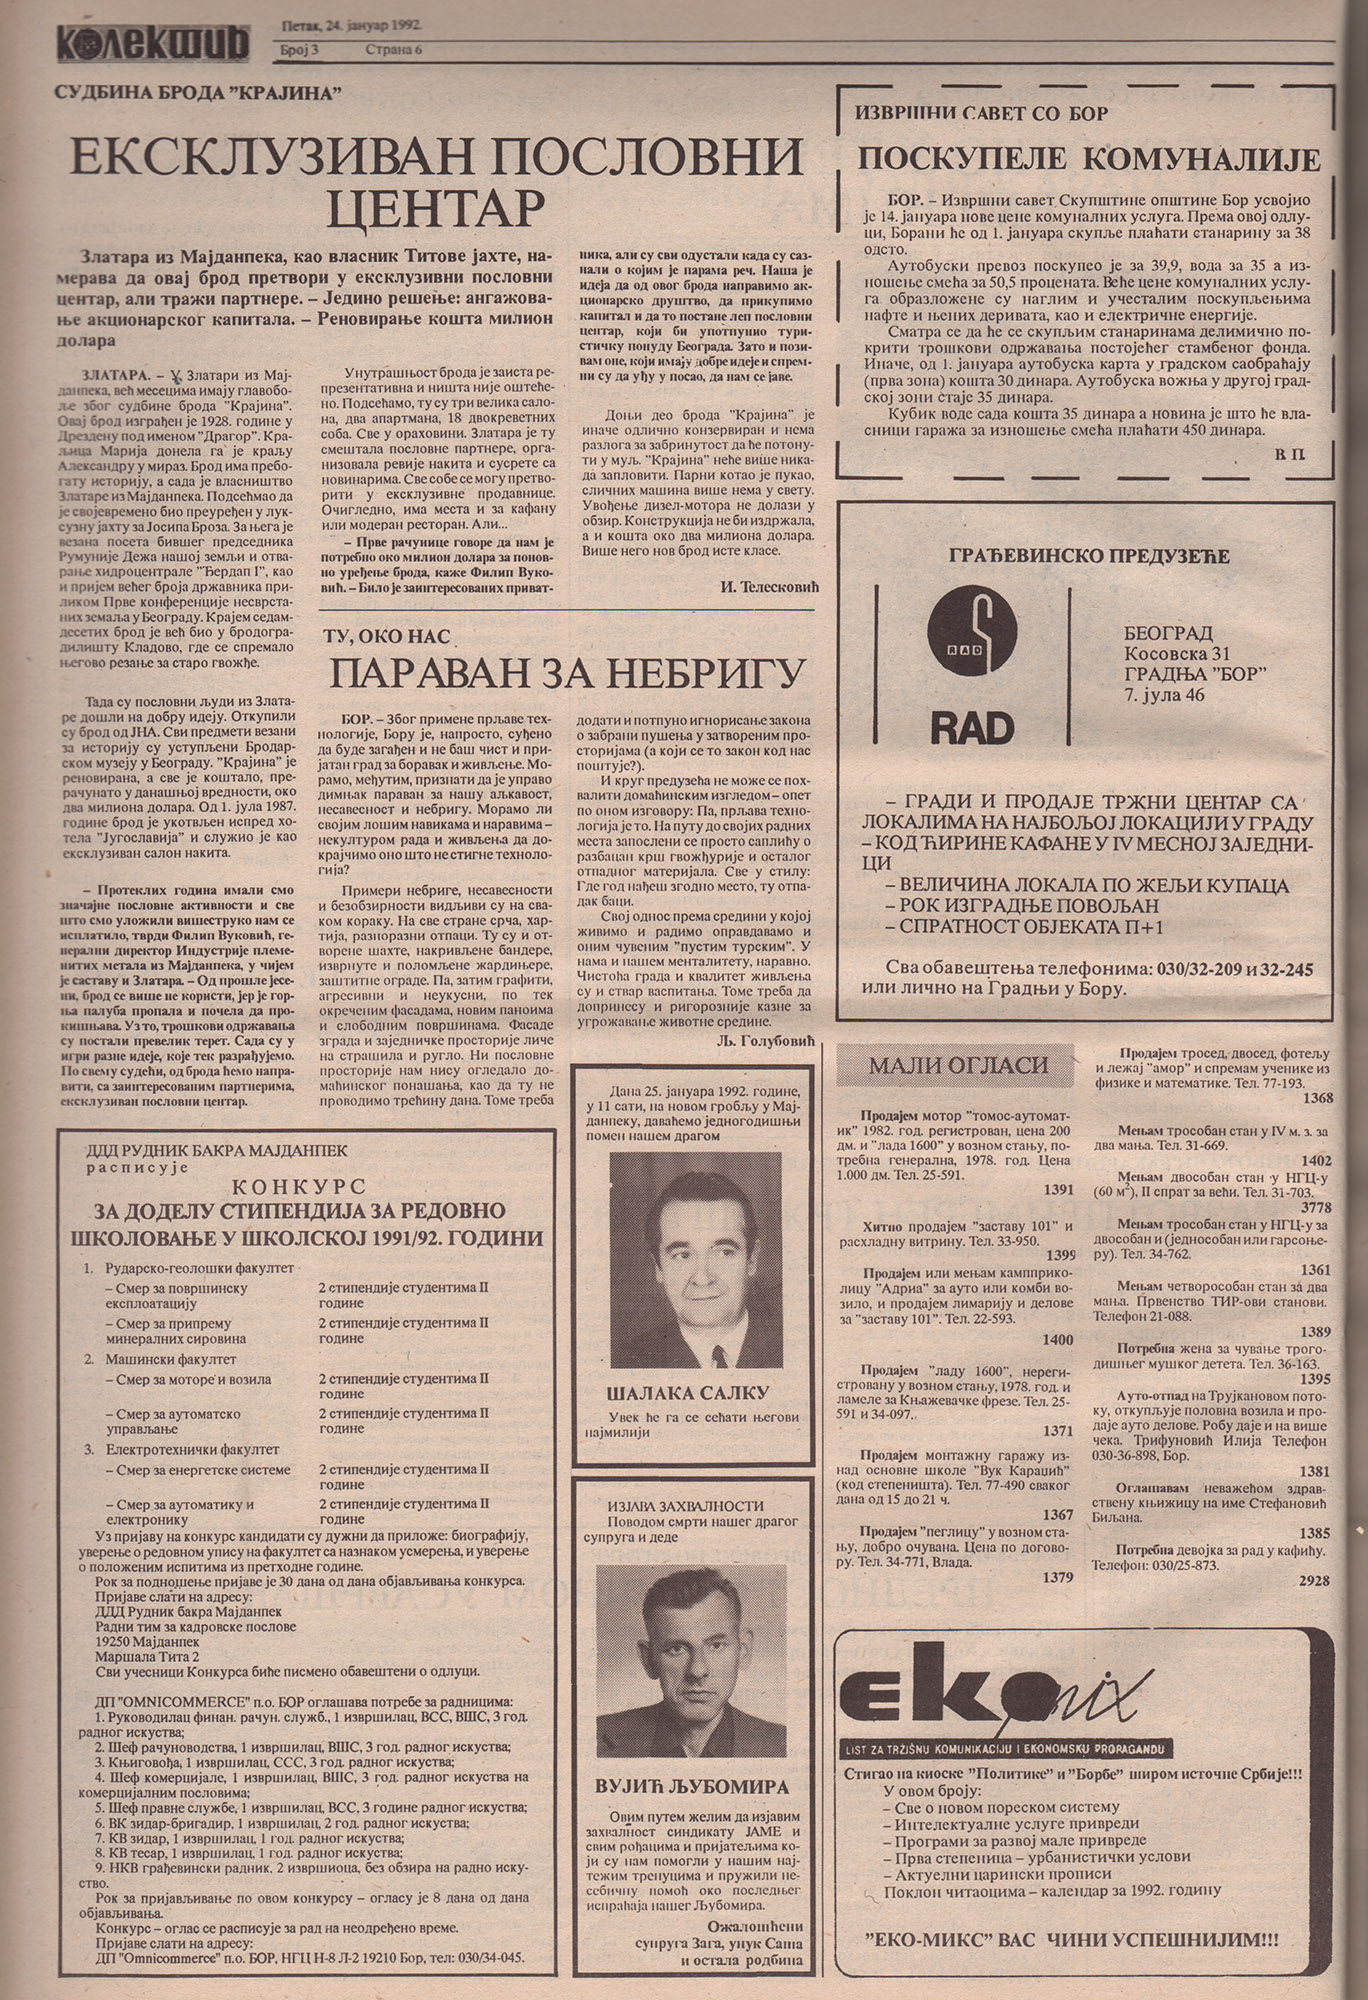 колектив
Петак, 24. јануар 1992.
Број 3 Страна 6
СУДБИНА БРОДА "КРАЈИНА"
ЕКСКЛУЗИВАН ПОСЛОВНИ
ЦЕНТАР
Златара из Мајданпека, као власник Титове јахте, на-
мерава да овај брод претвори у ексклузивни пословни
центар, али тражи партнере. – Једино решење: ангажова-
ње акционарског капитала. – Реновирање кошта милион
долара
ЗЛАТАРА. – У Златари из Мај-
данпека, већ месецима имају главобо-
ље због судбине брода "Крајина".
Овај брод изграђен је 1928. године у
Дрездену под именом "Драгор". Кра-
љица Марија донела га је краљу
Александру у мираз. Брод има пребо-
гату историју, а сада је власништво
Златаре из Мајданпека. Подсећмао да
је својевремено био преуређен у лук-
сузну јахту за Јосипа Броза. За њега је
везана посета бившег председника
Румуније Дежа нашој земљи и отва-
рање хидроцентрале "Ђердап I", као
и пријем већег броја државника при-
ликом Прве конференције несврста-
них земаља у Београду. Крајем седам-
десетих брод је већ био у бродогра-
дилишту Кладово, где се спремало
његово резање за старо гвожђе.
Тада су пословни људи из Злата-
ре дошли на добру идеју. Откупили
су брод од ЈНА. Сви предмети везани
за историју су уступљени Бродар-
ском музеју у Београду. "Крајина" је
реновирана, а све је коштало, пре-
рачунато у данашњој вредности, око
два милиона долара. Од 1. јула 1987.
године брод је укотвљен испред хо-
тела "Југославија" и служио је као
ексклузиван салон накита.
– Протеклих година имали смо
значајне пословне активности и све
што смо уложили вишеструко нам се
исплатило, тврди Филип Вуковић, ге-
нерални директор Индустрије племе-
нитих метала из Мајданпека, у чијем
је саставу и Златара. – Од прошле јесе-
ни, брод се више не користи, јер је гор-
ња палуба пропала и почела да про-
кишњава. Уз то, трошкови одржавања
су постали превелик терет. Сада су у
игри разне идеје, које тек разрађујемо.
По свему судећи, од брода ћемо напра-
вити, са заинтересованим партнерима,
ексклузиван пословни центар.
Унутрашњост брода је заиста ре-
презентативна и ништа није оштеће-
но. Подсећамо, ту су три велика сало-
на, два апартмана, 18 двокреветних
соба. Све у ораховини. Златара је ту
смештала пословне партнере, орга-
низовала ревије накита и сусрете са
новинарима. Све собе се могу претво-
рити у ексклузивне продавнице.
Очигледно, има места и за кафану
или модеран ресторан. Али...
– Прве рачунице говоре да нам је
потребно око милион долара за понов-
но уређење брода, каже Филип Вуко-
вић. – Било је заинтересованих приват-
ника, али су сви одустали када су саз-
нали о којим је парама реч. Наша је
идеја да од овог брода направимо ак-
ционарско друштво, да прикупимо
капитал и да то постане леп пословни
центар, који би употпунио тури-
стичку понуду Београда. Зато и пози-
вам оне, који имају добре идеје и спрем-
ни су да уђу у посао, да нам се јаве.
Доњи део брода "Крајина" је
иначе одлично конзервиран и нема
разлога за забринутост да ће потону-
ти у муљ. "Крајина" неће више ника-
да запловити. Парни котао је пукао,
сличних машина више нема у свету.
Увођење дизел-мотора не долази у
обзир. Конструкција не би издржала,
а и кошта око два милиона долара.
Више него нов брод исте класе.
И. Телесковић
ТУ, ОКО НАС
ПАРАВАН ЗА НЕБРИГУ
БОР. – Због примене прљаве тех-
нологије, Бору је, напросто, суђено
да буде загађен и не баш чист и при-
јатан град за боравак и живљење. Мо-
рамо, међутим, признати да је управо
димњак параван за нашу аљкавост,
несавесност и небригу. Морамо ли
својим лошим навикама и наравима –
некултуром рада и живљења да до-
крајчимо оно што не стигне техноло-
гија?
Примери небриге, несавесности
и безобзирности видљиви су на сва-
ком кораку. На све стране срча, хар-
тија, разноразни отпаци. Ту су и от-
ворене шахте, накривљене бандере,
изврнуте и поломљене жардињере,
заштитне ограде. Па, затим графити,
агресивни и неукусни, по тек
окреченим фасадама, новим паноима
и слободним површинама. Фасаде
зграда и заједничке просторије личе
на страшила и ругло. Ни пословне
просторије нам нису огледало до-
маћинског понашања, као да ту не
проводимо трећину дана. Томе треба
додати и потпуно игнорисање закона
о забрани пушења у затвореним про-
сторијама (а који се то закон код нас
поштује?).
И круг предузећа не може се пох-
валити домаћинским изгледом – опет
по оном изговору: Па, прљава техно-
логија је то. На путу до својих радних
места запослени се просто саплићу о
разбацан крш гвожђурије и осталог
отпадног материјала. Све у стилу:
Где год нађеш згодно место, ту отпа-
дак баци.
Свој однос према средини у којој
живимо и радимо оправдавамо и
оним чувеним "пустим турским". У
нама и нашем менталитету, наравно.
Чистоћа града и квалитет живљења
су и ствар васпитања. Томе треба да
допринесу и ригорозније казне за
угрожавање животне средине.
Љ. Голубовић
ИЗВРШНИ САВЕТ СО БОР
ПОСКУПЕЛЕ КОМУНАЛИЈЕ
БОР. – Извршни савет Скупштине општине Бор усвојио
је 14. јануара нове цене комуналних услуга. Према овој одлу-
ци, Борани ће од 1. јануара скупље плаћати станарину за 38
одсто.
Аутобуски превоз поскупео је за 39,9, вода за 35 а из-
ношење смећа за 50,5 процената. Веће цене комуналних услу-
га образложене су наглим и учесталим поскупљењима
нафте и њених деривата, као и електричне енергије.
Сматра се да ће се скупљим станаринама делимично по-
крити трошкови одржавања постојећег стамбеног фонда.
Иначе, од 1. јануара аутобуска карта у градском саобраћају
(прва зона) кошта 30 динара. Аутобуска вожња у другој град-
ској зони стаје 35 динара.
Кубик воде сада кошта 35 динара а новина је што ће вла-
сници гаража за изношење смећа плаћати 450 динара.
В П
ГРАЂЕВИНСКО ПРЕДУЗЕЋЕ
RAD
RAD
БЕОГРАД
Косовска 31
ГРАДЊА "БОР"
7. јула 46
– ГРАДИ И ПРОДАЈЕ ТРЖНИ ЦЕНТАР СА
ЛОКАЛИМА НА НАЈБОЉОЈ ЛОКАЦИЈИ У ГРАДУ
– КОД ЋИРИНЕ КАФАНЕ У IV МЕСНОЈ ЗАЈЕДНИ-
ЦИ
– ВЕЛИЧИНА ЛОКАЛА ПО ЖЕЉИ КУПАЦА
– РОК ИЗГРАДЊЕ ПОВОЉАН
– СПРАТНОСТ ОБЈЕКАТА П+1
Сва обавештења телефонима: 030/32-209 и 32-245
или лично на Градњи у Бору.
ДДД РУДНИК БАКРА МАЈДАНПЕК
расписује
КОНКУРС
ЗА ДОДЕЛУ СТИПЕНДИЈА ЗА РЕДОВНО
ШКОЛОВАЊЕ У ШКОЛСКОЈ 1991/92. ГОДИНИ
1. Рударско-геолошки факултет
– Смер за површинску 2 стипендије студентима II
експлоатацију године
– Смер за припрему 2 стипендије студентима II
минералних сировина године
2. Машински факултет
– Смер за моторе и возила 2 стипендије студентима II
године
– Смер за аутоматско 2 стипендије студентима II
управљање године
3. Електротехнички факултет
– Смер за енергетске системе 2 стипендије студентима II
године
– Смер за аутоматику и 2 стипендије студентима II
електронику године
Уз пријаву на конкурс кандидати су дужни да приложе: биографију,
уверење о редовном упису на факултет са назнаком усмерења, и уверење
о положеним испитима из претходне године.
Рок за подношење пријаве је 30 дана од дана објављивања конкурса.
Пријаве слати на адресу:
ДДД Рудник бакра Мајданпек
Радни тим за кадровске послове
19250 Мајданпек
Маршала Тита 2
Сви учесници Конкурса биће писмено обавештени о одлуци.
ДП "OMNICOMMERCE" п.о. БОР оглашава потребе за радницима:
1. Руководилац финан. рачун. служб., 1 извршилац, ВСС, ВШС, 3 год.
радног искуства;
2. Шеф рачуноводства, 1 извршилац, ВШС, 3 год. радног искуства;
3. Књиговођа, 1 извршилац, ССС, 3 год. радног искуства;
4. Шеф комерцијале, 1 извршилац, ВШС, 3 год. радног искуства на
комерцијалним пословима;
5. Шеф правне службе, 1 извршилац, ВСС, 3 године радног искуства;
6. ВК зидар-бригадир, 1 извршилац, 2 год. радног искуства;
7. КВ зидар, 1 извршилац, 1 год. радног искуства;
8. КВ тесар, 1 извршилац, 1 год. радног искуства;
9. НКВ грађевински радник, 2 извршиоца, без обзира на радно иску-
ство.
Рок за пријављивање по овом конкурсу – огласу је 8 дана од дана
објављивања.
Конкурс – оглас се расписује за рад на неодређено време.
Пријаве слати на адресу:
ДП "Omnicommerce" п.о. БОР, НГЦ Н-8 Л-2 19210 Бор, тел: 030/34-045.
Дана 25. јануара 1992. године,
у 11 сати, на новом гробљу у Мај-
данпеку, даваћемо једногодишњи
помен нашем драгом
ШАЛАКА САЛКУ
Увек ће га се сећати његови
најмилији
ИЗЈАВА ЗАХВАЛНОСТИ
Поводом смрти нашег драгог
супруга и деде
ВУЈИЋ ЉУБОМИРА
Овим путем желим да изјавим
захвалност синдикату ЈАМЕ и
свим рођацима и пријатељима ко-
ји су нам помогли у нашим нај-
тежим тренуцима и пружили не-
себичну помоћ око последњег
испраћаја нашег Љубомира.
Ожалошћени
супруга Зага, унук Саша
и остала родбина
МАЛИ ОГЛАСИ
Продајем мотор "томос-аутомат-
ик" 1982. год. регистрован, цена 200
дм. и "лада 1600" у возном стању, по-
требна генерална, 1978. год. Цена
1.000 дм. Тел. 25-591.
1391
Хитно продајем "заставу 101" и
расхладну витрину. Тел. 33-950.
1399
Продајем или мењам кампприко-
лицу "Адриа" за ауто или комби во-
зило, и продајем лимарију и делове
за "заставу 101". Тел. 22-593.
1400
Продајем "ладу 1600", нереги-
стровану у возном стању, 1978. год. и
ламеле за Књажевачке фрезе. Тел. 25-
591 и 34-097.
1371
Продајем монтажну гаражу из-
над основне школе "Вук Караџић"
(код степеништа). Тел. 77-490 сваког
дана од 15 до 21 ч.
1367
Продајем "пеглицу" у возном ста-
њу, добро очувана. Цена по догово-
ру. Тел. 34-771, Влада.
1379
Продајем тросед, двосед, фотељу
и лежај "амор" и спремам ученике из
физике и математике. Тел. 77-193.
1368
Мењам трособан стан у IV м. з. за
два мања. Тел. 31-669.
1402
Мењам двособан стан у НГЦ-у
(60 м²), II спрат за већи. Тел. 31-703.
3778
Мењам трособан стан у НГЦ-у за
двособан и (једнособан или гарсоње-
ру). Тел. 34-762.
1361
Мењам четворособан стан за два
мања. Првенство ТИР-ови станови.
Телефон 21-088.
1389
Потребна жена за чување трого-
дишњег мушког детета. Тел. 36-163.
1395
Ауто-отпад на Трујкановом пото-
ку, откупљује половна возила и про-
даје ауто делове. Робу даје и на више
чека. Трифуновић Илија Телефон
030-36-898, Бор.
1381
Оглашавам неважећом здрав-
ствену књижицу на име Стефановић
Биљана.
1385
Потребна девојка за рад у кафићу.
Телефон: 030/25-873.
2928
eko mix
LIST ZA TRŽIŠNU KOMUNIKACIJU I EKONOMSKU PROPAGANDU
Стигао на киоске "Политике" и "Борбе" широм источне Србије!!!
У овом броју:
– Све о новом пореском систему
– Интелектуалне услуге привреди
– Програми за развој мале привреде
– Прва степеница – урбанистички услови
– Актуелни царински прописи
Поклон читаоцима – календар за 1992. годину
"ЕКО-МИКС" ВАС ЧИНИ УСПЕШНИЈИМ!!!